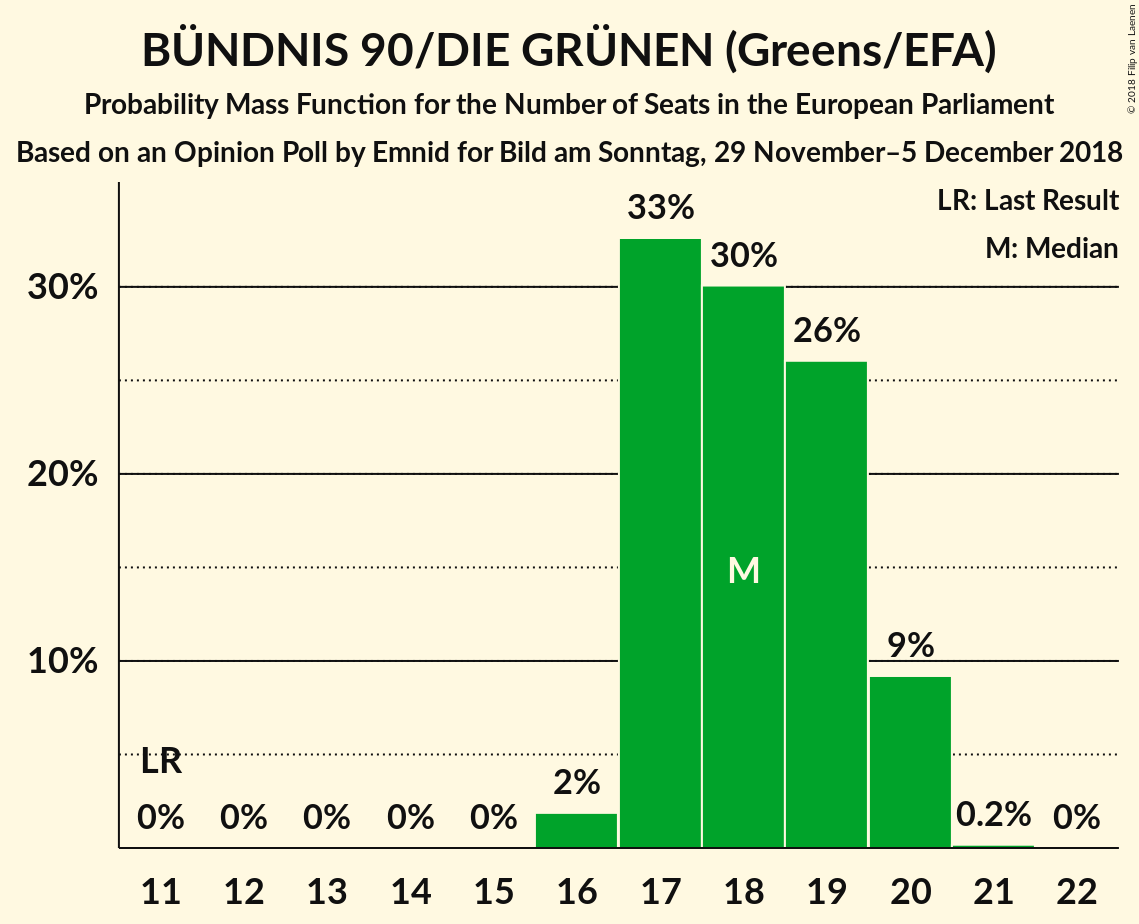 BÜNDNIS 90/DIE GRÜNEN (Greens/EFA)
Probability Mass Function for the Number of Seats in the European Parliament
Based on an Opinion Poll by Emnid for Bild am Sonntag, 29 November–5 December 2018
© 2018 Filip van Laenen
LR: Last Result
M: Median
33%
30%
26%
9%
2%
0.2%
0%
LR
0% 0% 0% 0% 0%
M
30%
20%
10%
11 12 13 14 15 16 17 18 19 20 21 22